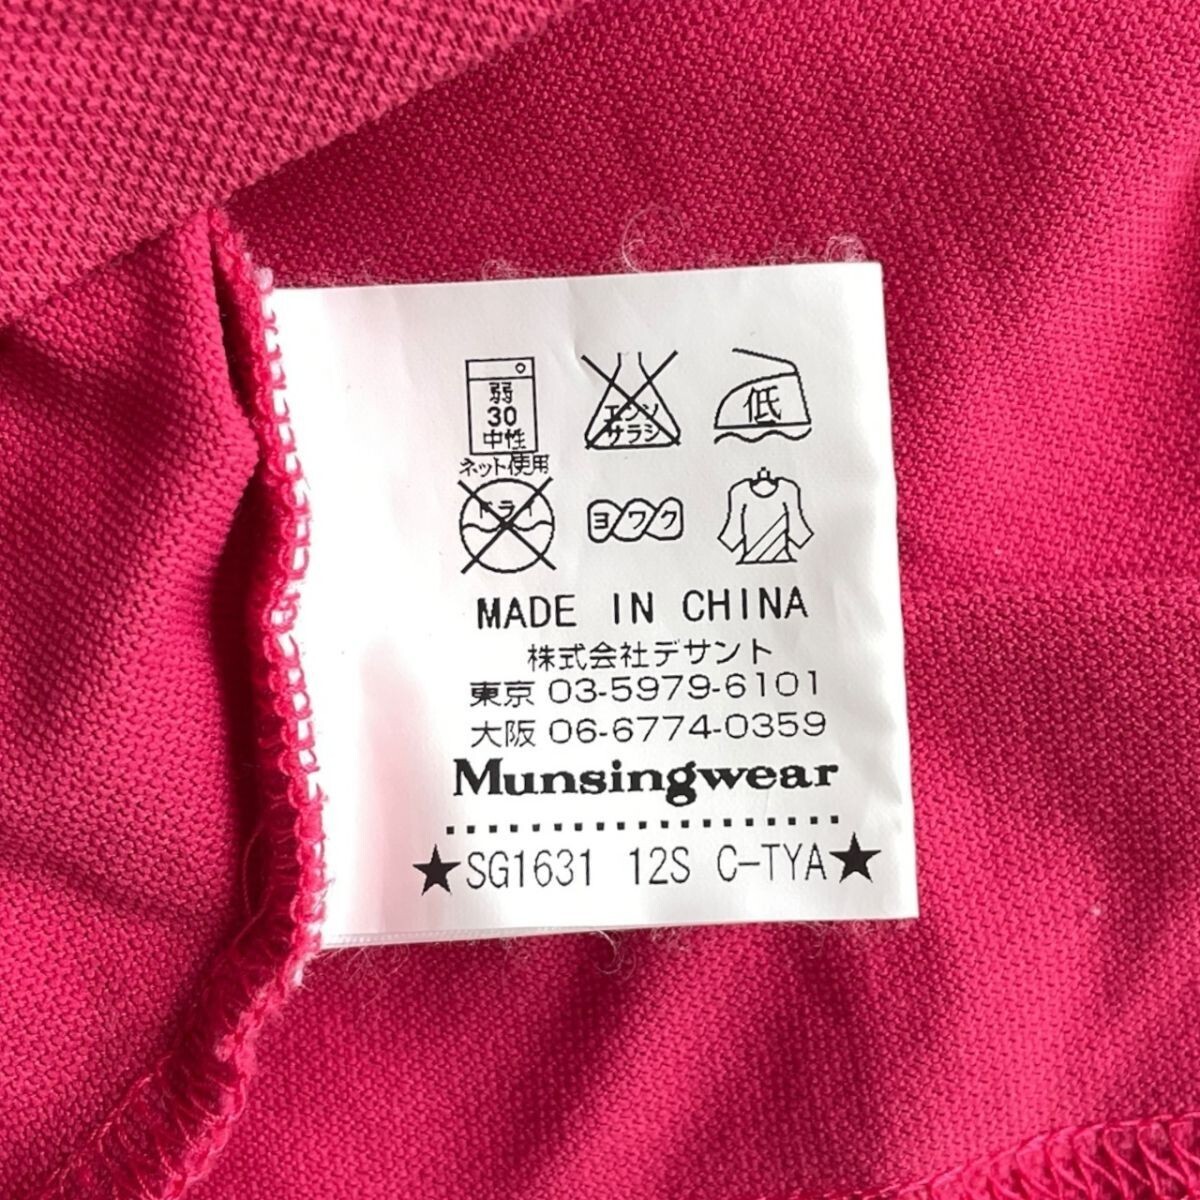 弱
30
中性
ネット使用
エンソ
サラシ
低
ドライ
ヨワク
MADE IN CHINA
株式会社デサント
東京 03-5979-6101
大阪 06-6774-0359
Munsingwear
★SG1631 12S C-TYA★